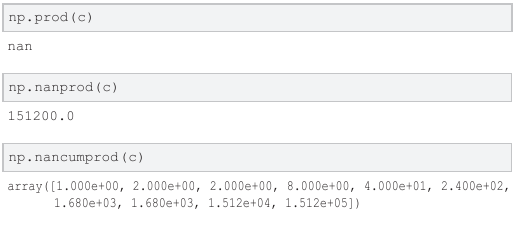 np.prod(c)
nan
np.nanprod(c)
151200.0
np.nancumprod(c)
array([1.000e+00, 2.000e+00, 2.000e+00, 8.000e+00, 4.000e+01, 2.400e+02,
1.680e+03, 1.680e+03, 1.512e+04, 1.512e+05])